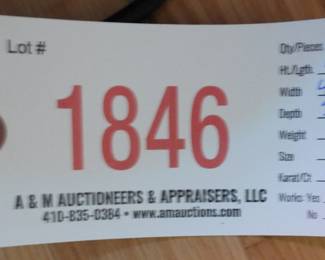 Lot #
1846
A & M AUCTIONEERS & APPRAISERS, LLC
410-835-0384 • www.amauctions.com
Qty/Pieces
Ht./Lgth.
Width
Depth
Weight
Size
Karat/Ct
Works: Yes
No